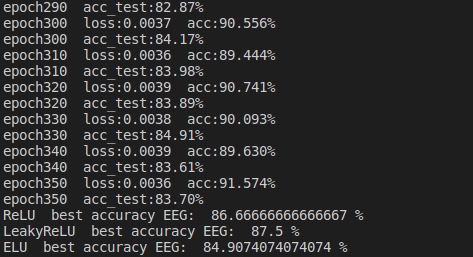 epoch290  acc_test:82.87%
epoch300  loss:0.0037  acc:90.556%
epoch300  acc_test:84.17%
epoch310  loss:0.0036  acc:89.444%
epoch310  acc_test:83.98%
epoch320  loss:0.0039  acc:90.741%
epoch320  acc_test:83.89%
epoch330  loss:0.0038  acc:90.093%
epoch330  acc_test:84.91%
epoch340  loss:0.0039  acc:89.630%
epoch340  acc_test:83.61%
epoch350  loss:0.0036  acc:91.574%
epoch350  acc_test:83.70%
ReLU  best accuracy EEG:  86.66666666666667 %
LeakyReLU  best accuracy EEG:  87.5 %
ELU  best accuracy EEG:  84.9074074074074 %